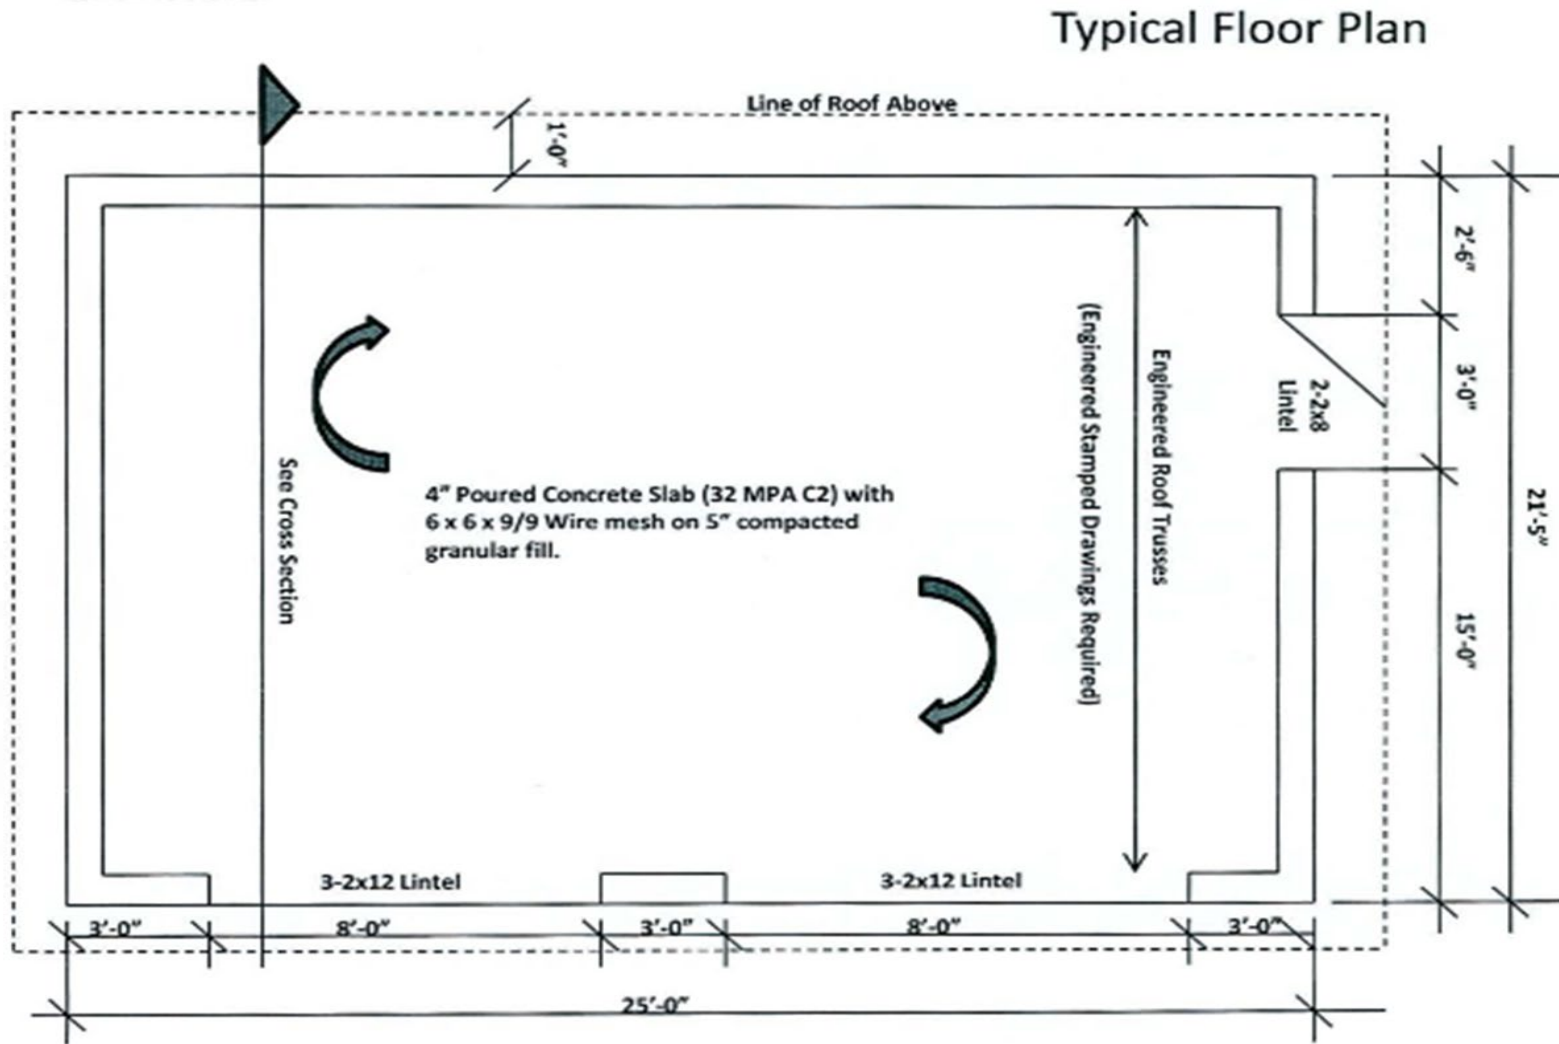 Typical Floor Plan
Line of Roof Above
1'-0"
2'-6"
3'-0"
2-2x8
Lintel
15'-0"
21'-5"
Engineered Roof Trusses
(Engineered Stamped Drawings Required)
See Cross Section
4" Poured Concrete Slab (32 MPA C2) with
6 x 6 x 9/9 Wire mesh on 5" compacted
granular fill.
3-2x12 Lintel
3-2x12 Lintel
3'-0"
8'-0"
3'-0"
8'-0"
3'-0"
25'-0"